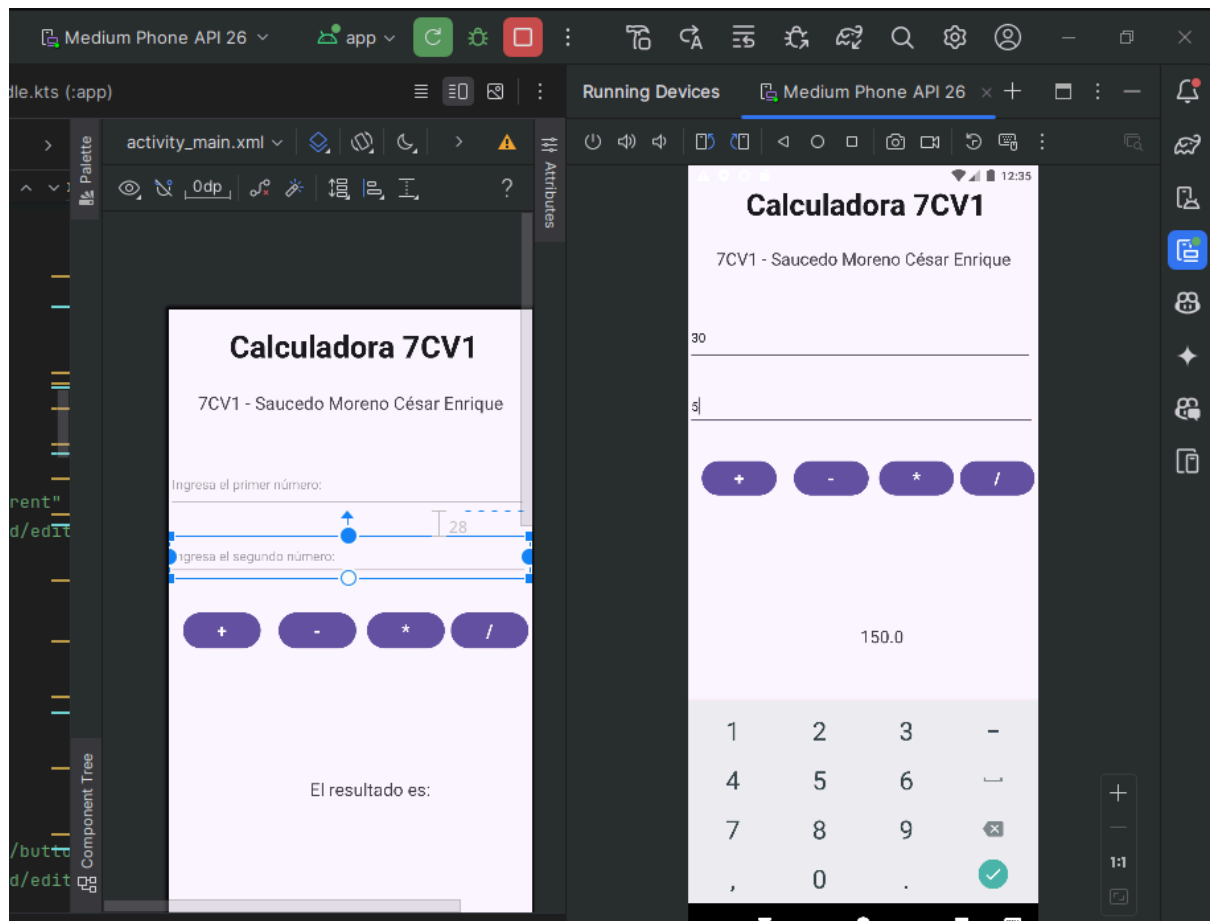 Medium Phone API 26 app
dle.kts (:app)
Running Devices Medium Phone API 26
activity_main.xml
0dp
?
Palette
Attributes
12:35
Calculadora 7CV1
7CV1 - Saucedo Moreno César Enrique
30
5
+ - * /
150.0
1 2 3 -
4 5 6
7 8 9
, 0 .
Calculadora 7CV1
7CV1 - Saucedo Moreno César Enrique
Ingresa el primer número:
28
ngresa el segundo número:
+ - * /
El resultado es:
rent"
d/edit
Component Tree
/butto
d/edit
1:1